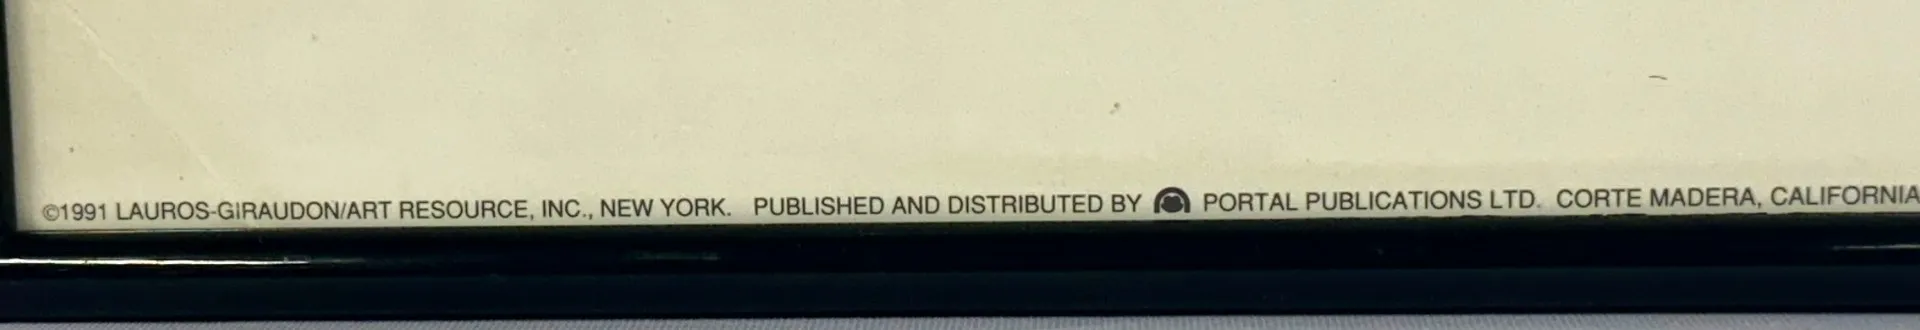 ©1991 LAUROS-GIRAUDON/ART RESOURCE, INC., NEW YORK. PUBLISHED AND DISTRIBUTED BY PORTAL PUBLICATIONS LTD. CORTE MADERA, CALIFORNIA